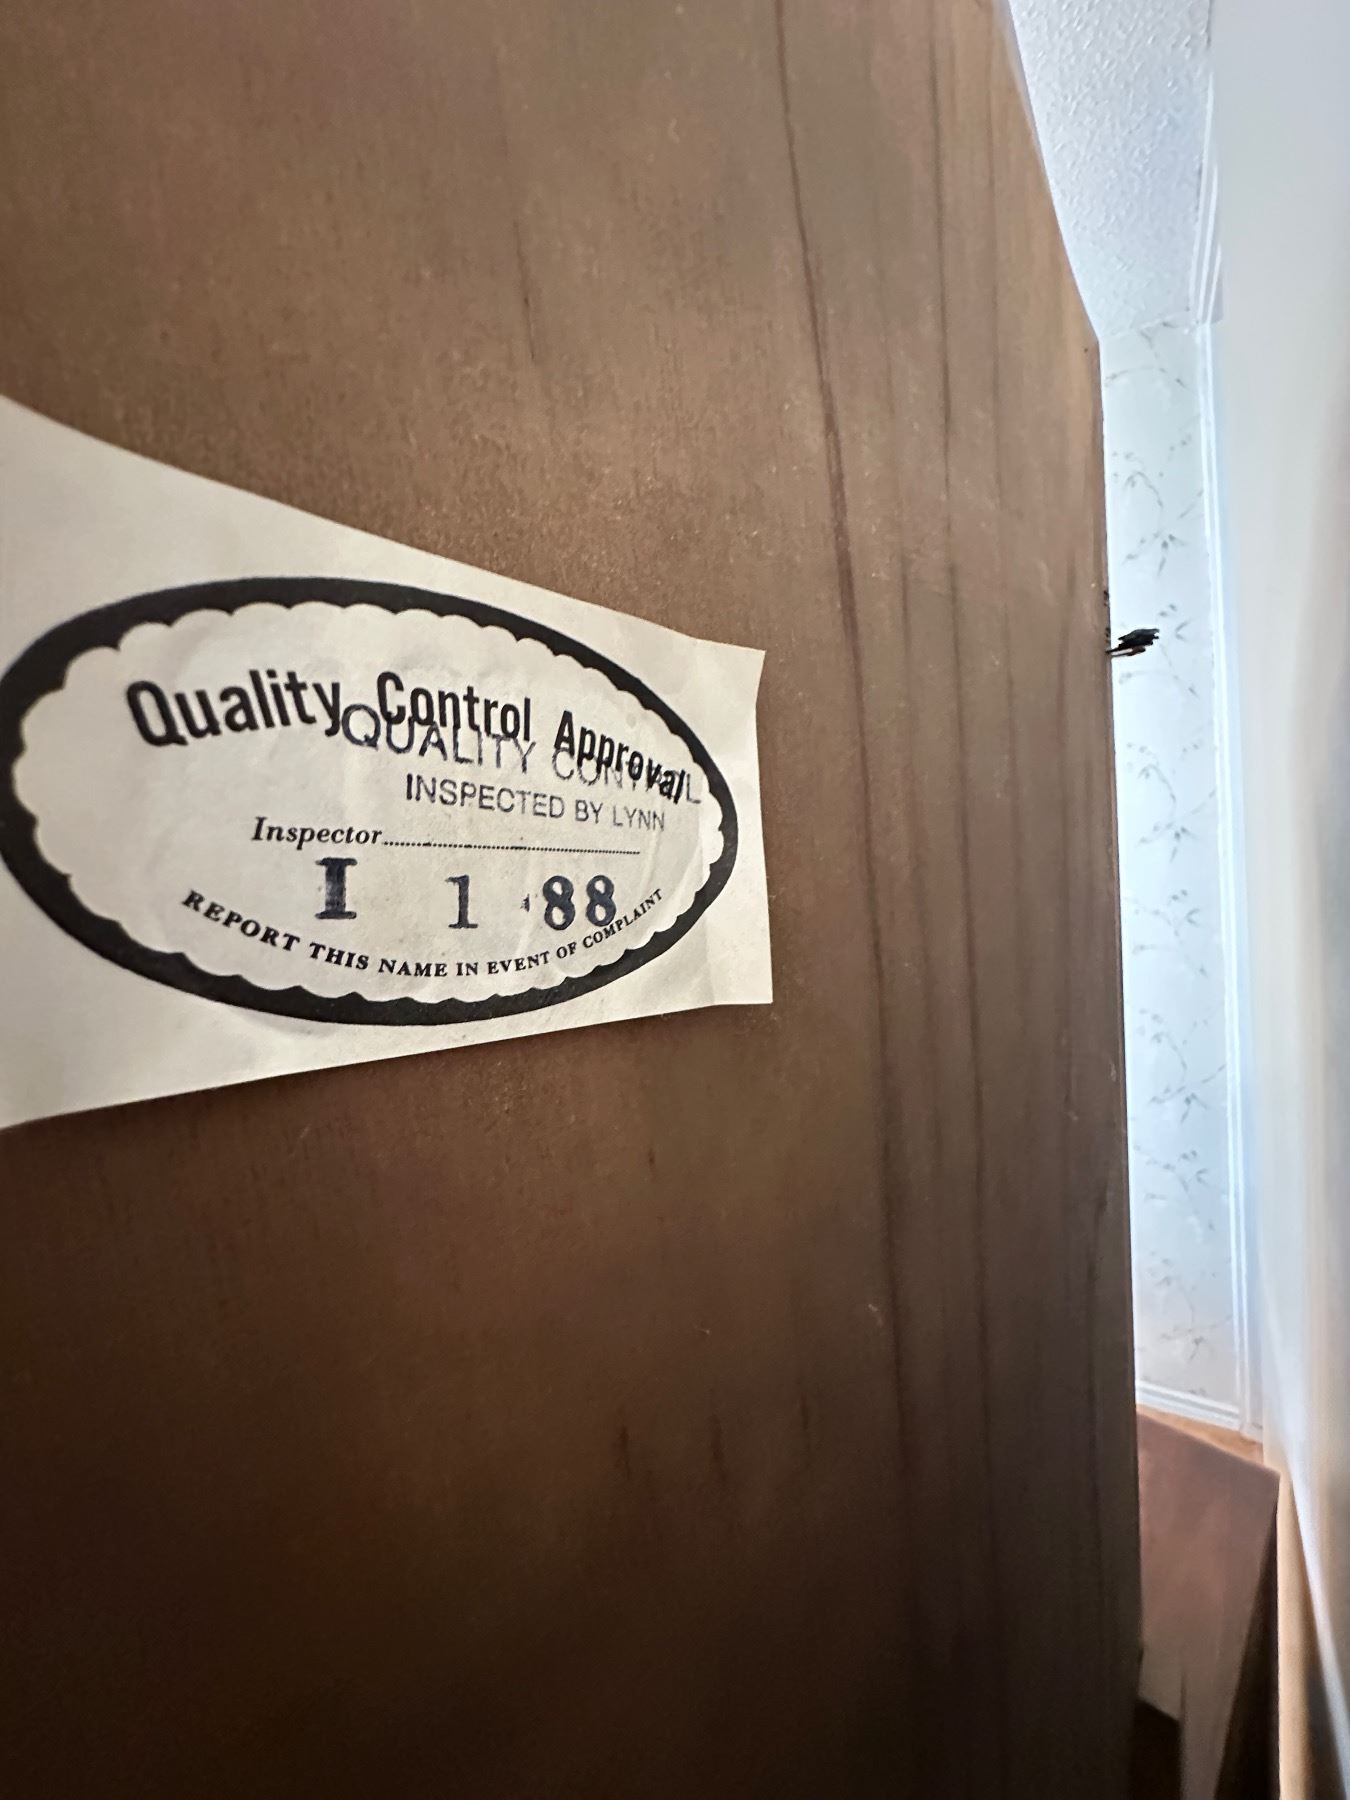 Quality Control Approval
QUALITY CONTROL
INSPECTED BY LYNN
Inspector
I 1 88
REPORT THIS NAME IN EVENT OF COMPLAINT